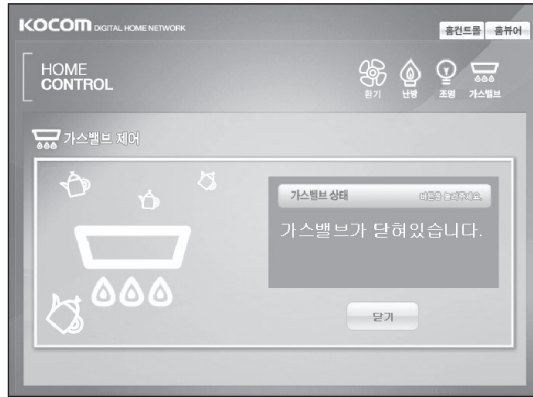 KOCOM DIGITAL HOME NETWORK
홈컨트롤 홈뷰어
HOME
CONTROL
환기 난방 조명 가스밸브
가스밸브 제어
가스밸브 상태
가스밸브가 닫혀있습니다.
닫기